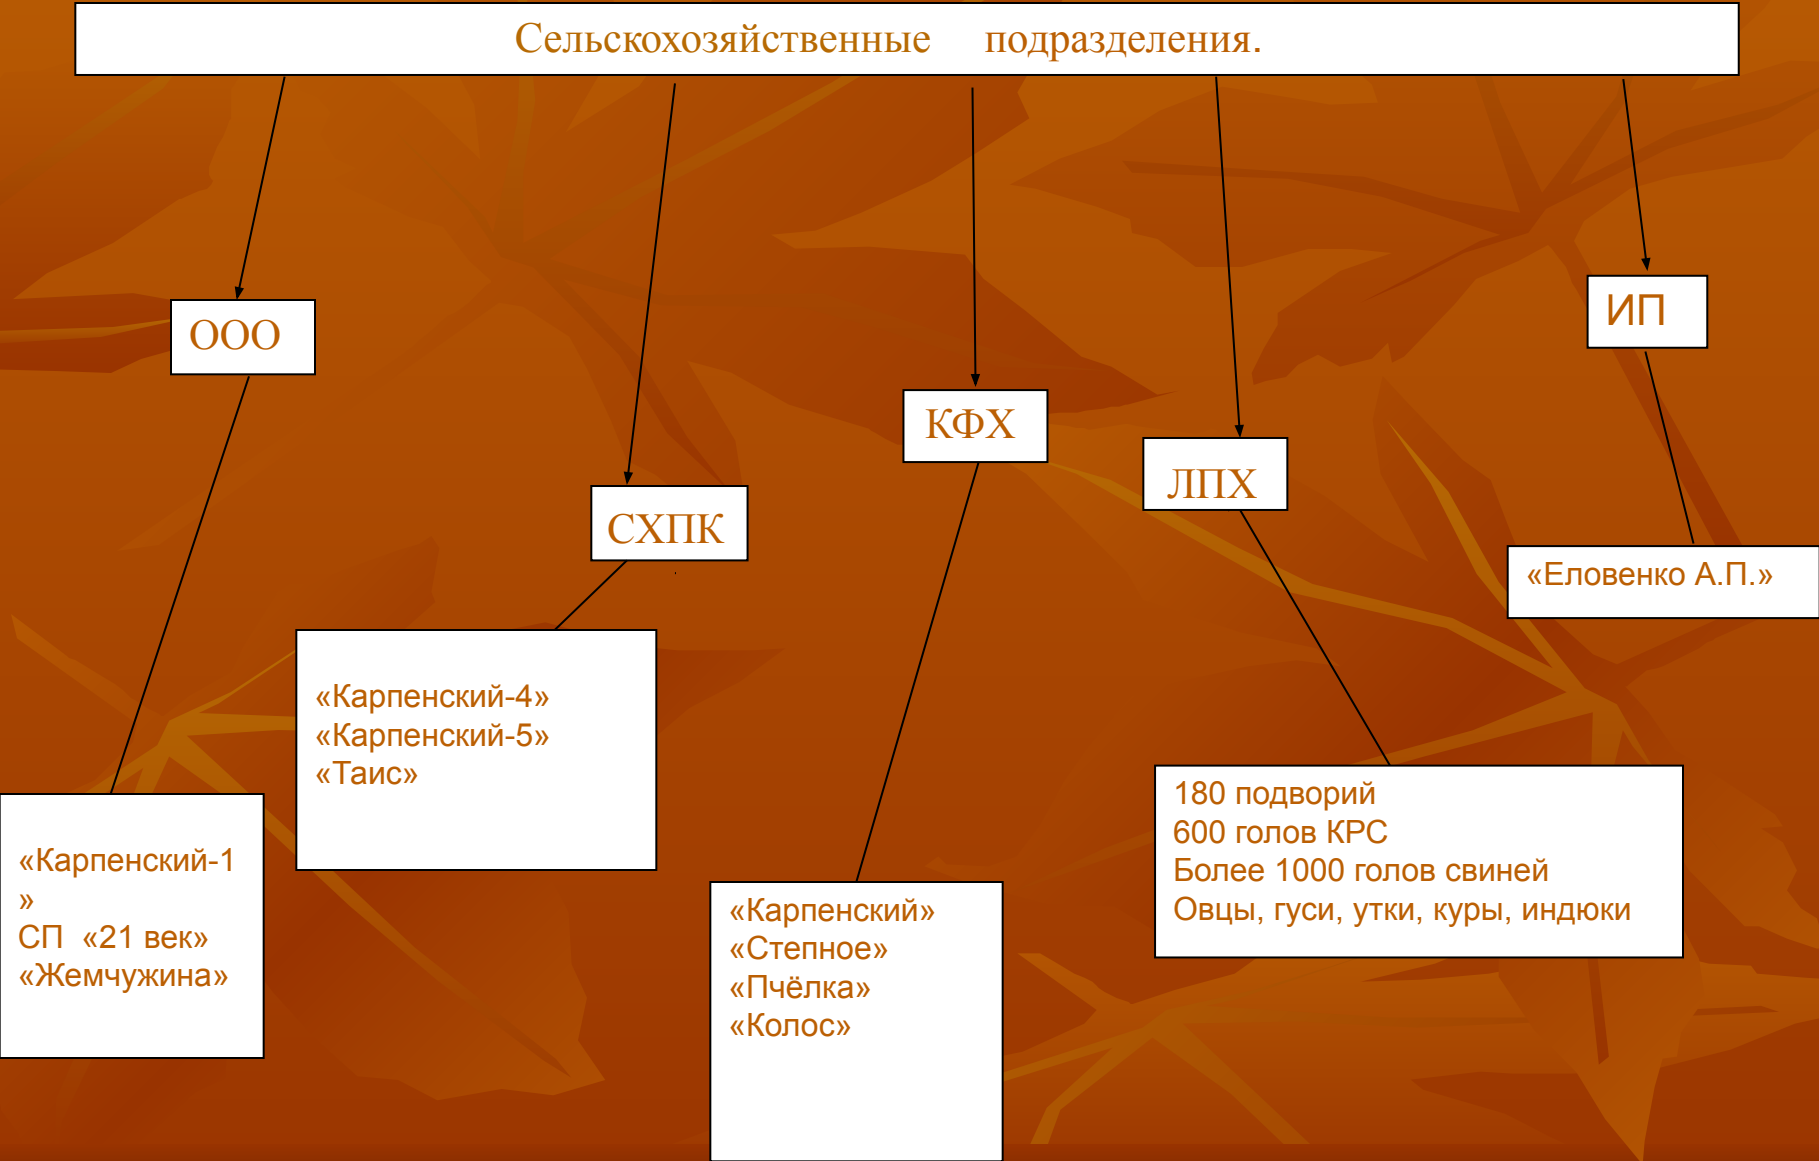 Сельскохозяйственные подразделения.
ООО
СХПК
КФХ
ЛПХ
ИП
«Карпенский-1
»
СП «21 век»
«Жемчужина»
«Карпенский-4»
«Карпенский-5»
«Таис»
«Карпенский»
«Степное»
«Пчёлка»
«Колос»
180 подворий
600 голов КРС
Более 1000 голов свиней
Овцы, гуси, утки, куры, индюки
«Еловенко А.П.»